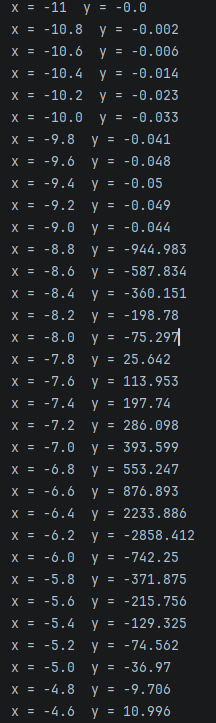 x = -11  y = -0.0
x = -10.8  y = -0.002
x = -10.6  y = -0.006
x = -10.4  y = -0.014
x = -10.2  y = -0.023
x = -10.0  y = -0.033
x = -9.8  y = -0.041
x = -9.6  y = -0.048
x = -9.4  y = -0.05
x = -9.2  y = -0.049
x = -9.0  y = -0.044
x = -8.8  y = -944.983
x = -8.6  y = -587.834
x = -8.4  y = -360.151
x = -8.2  y = -198.78
x = -8.0  y = -75.297
x = -7.8  y = 25.642
x = -7.6  y = 113.953
x = -7.4  y = 197.74
x = -7.2  y = 286.098
x = -7.0  y = 393.599
x = -6.8  y = 553.247
x = -6.6  y = 876.893
x = -6.4  y = 2233.886
x = -6.2  y = -2858.412
x = -6.0  y = -742.25
x = -5.8  y = -371.875
x = -5.6  y = -215.756
x = -5.4  y = -129.325
x = -5.2  y = -74.562
x = -5.0  y = -36.97
x = -4.8  y = -9.706
x = -4.6  y = 10.996